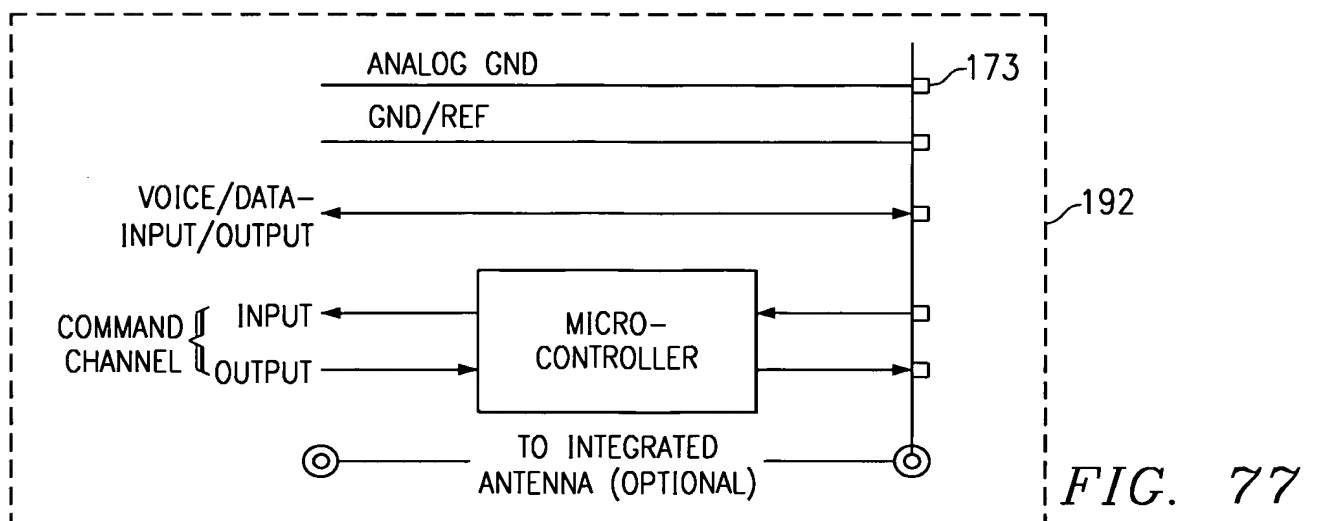 ANALOG GND
173
GND/REF
VOICE/DATA-
INPUT/OUTPUT
192
COMMAND
CHANNEL
INPUT
OUTPUT
MICRO-
CONTROLLER
TO INTEGRATED
ANTENNA (OPTIONAL)
FIG. 77